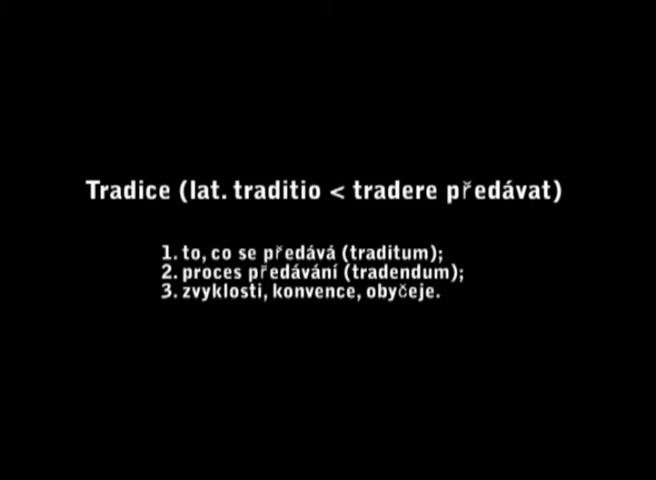 Tradice (lat. traditio < tradere předávat)
1. to, co se předává (traditum);
2. proces předávání (tradendum);
3. zvyklosti, konvence, obyčeje.